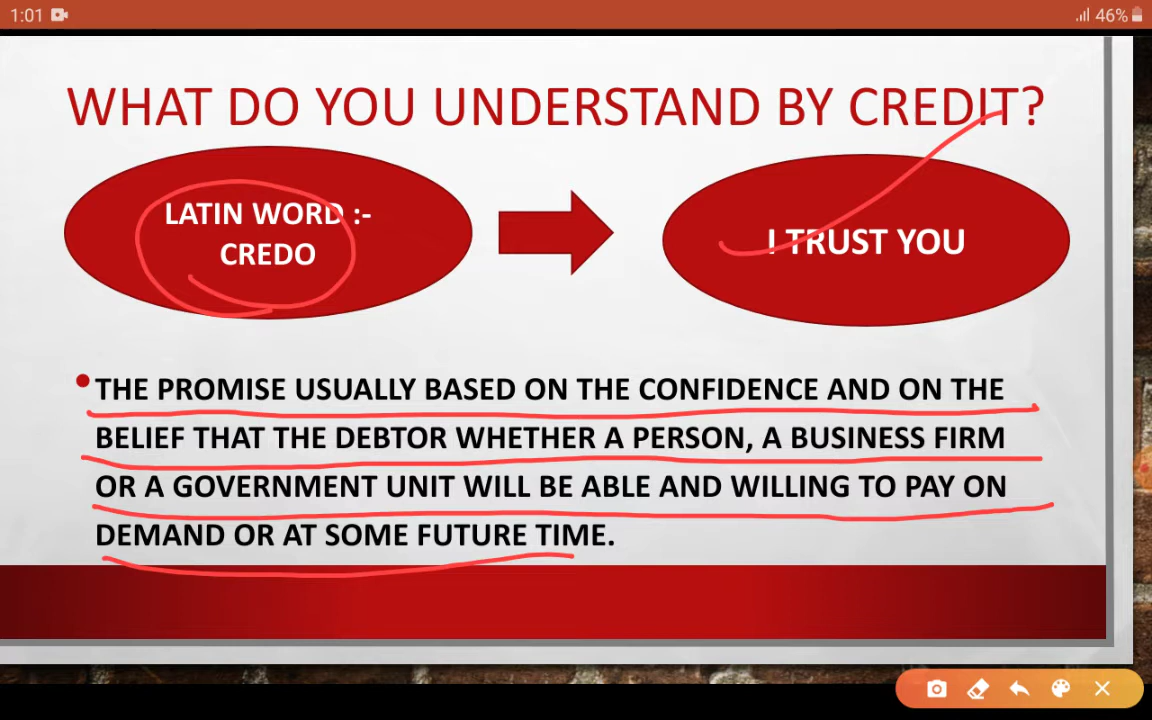 1:01
46%
WHAT DO YOU UNDERSTAND BY CREDIT?
LATIN WORD :-
CREDO
I TRUST YOU
THE PROMISE USUALLY BASED ON THE CONFIDENCE AND ON THE
BELIEF THAT THE DEBTOR WHETHER A PERSON, A BUSINESS FIRM
OR A GOVERNMENT UNIT WILL BE ABLE AND WILLING TO PAY ON
DEMAND OR AT SOME FUTURE TIME.